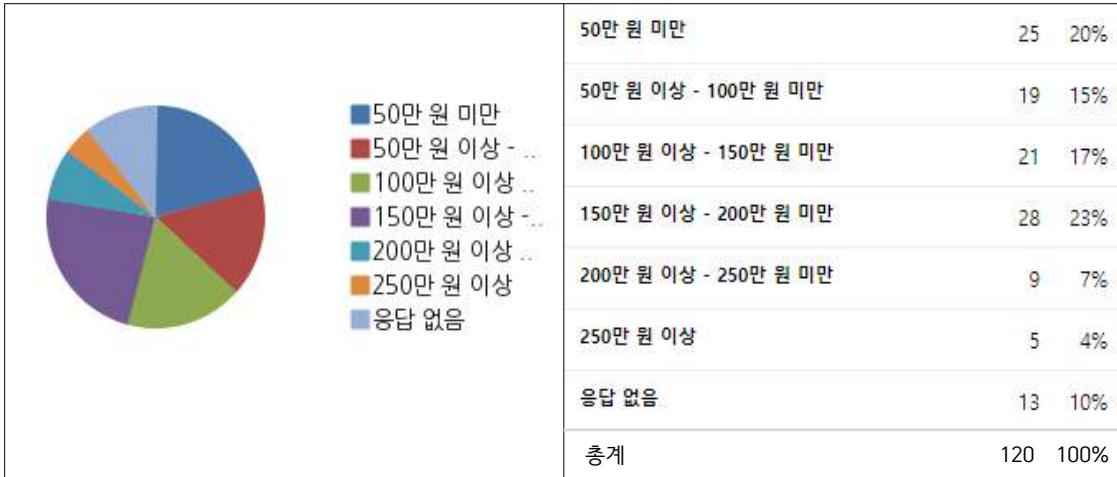 50만 원 미만
50만 원 이상 - ..
100만 원 이상 ..
150만 원 이상 -..
200만 원 이상 ..
250만 원 이상
응답 없음
50만 원 미만 25 20%
50만 원 이상 - 100만 원 미만 19 15%
100만 원 이상 - 150만 원 미만 21 17%
150만 원 이상 - 200만 원 미만 28 23%
200만 원 이상 - 250만 원 미만 9 7%
250만 원 이상 5 4%
응답 없음 13 10%
총계 120 100%